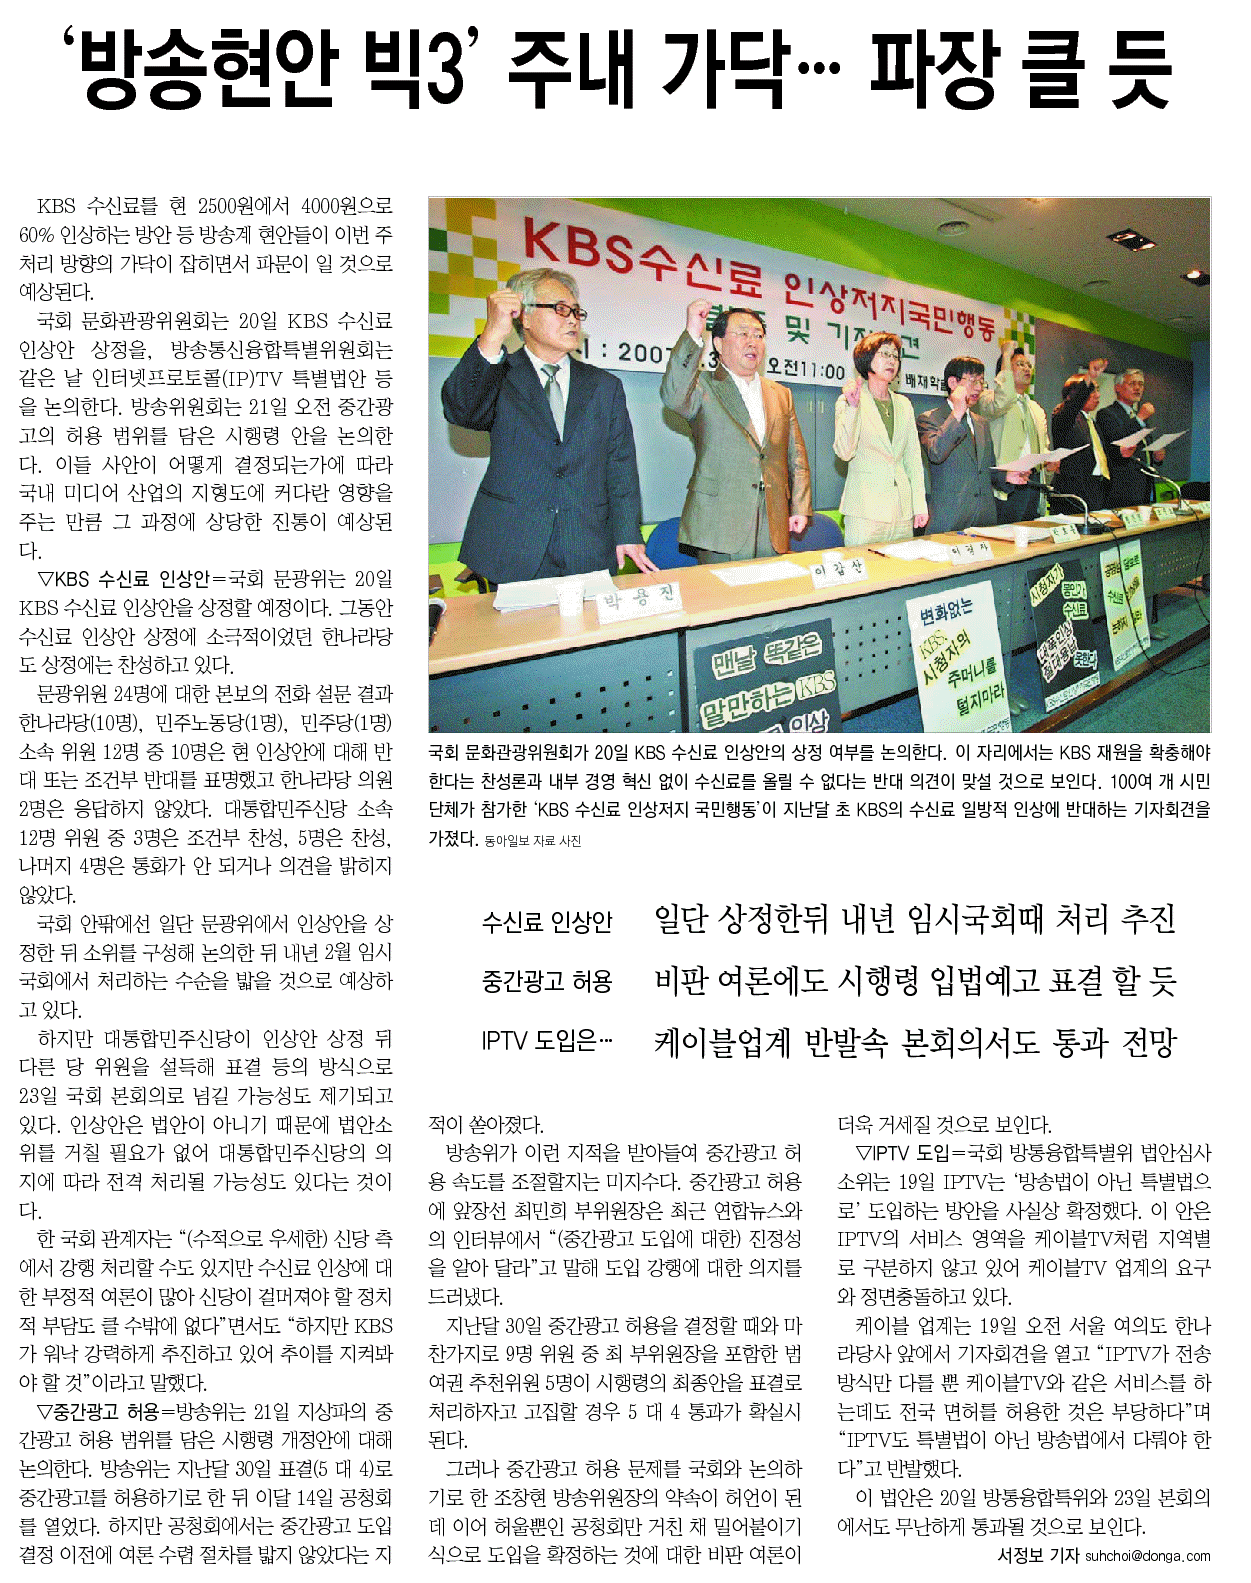 ‘방송현안 빅3’ 주내 가닥… 파장 클 듯
KBS 수신료를 현 2500원에서 4000원으로
60% 인상하는 방안 등 방송계 현안들이 이번 주
처리 방향의 가닥이 잡히면서 파문이 일 것으로
예상된다.
국회 문화관광위원회는 20일 KBS 수신료
인상안 상정을, 방송통신융합특별위원회는
같은 날 인터넷프로토콜(IP)TV 특별법안 등
을 논의한다. 방송위원회는 21일 오전 중간광
고의 허용 범위를 담은 시행령 안을 논의한
다. 이들 사안이 어떻게 결정되는가에 따라
국내 미디어 산업의 지형도에 커다란 영향을
주는 만큼 그 과정에 상당한 진통이 예상된
다.
▽KBS 수신료 인상안=국회 문광위는 20일
KBS 수신료 인상안을 상정할 예정이다. 그동안
수신료 인상안 상정에 소극적이었던 한나라당
도 상정에는 찬성하고 있다.
문광위원 24명에 대한 본보의 전화 설문 결과
한나라당(10명), 민주노동당(1명), 민주당(1명)
소속 위원 12명 중 10명은 현 인상안에 대해 반
대 또는 조건부 반대를 표명했고 한나라당 의원
2명은 응답하지 않았다. 대통합민주신당 소속
12명 위원 중 3명은 조건부 찬성, 5명은 찬성,
나머지 4명은 통화가 안 되거나 의견을 밝히지
않았다.
국회 안팎에선 일단 문광위에서 인상안을 상
정한 뒤 소위를 구성해 논의한 뒤 내년 2월 임시
국회에서 처리하는 수순을 밟을 것으로 예상하
고 있다.
하지만 대통합민주신당이 인상안 상정 뒤
다른 당 위원을 설득해 표결 등의 방식으로
23일 국회 본회의로 넘길 가능성도 제기되고
있다. 인상안은 법안이 아니기 때문에 법안소
위를 거칠 필요가 없어 대통합민주신당의 의
지에 따라 전격 처리될 가능성도 있다는 것이
다.
한 국회 관계자는 “(수적으로 우세한) 신당 측
에서 강행 처리할 수도 있지만 수신료 인상에 대
한 부정적 여론이 많아 신당이 걸머져야 할 정치
적 부담도 클 수밖에 없다”면서도 “하지만 KBS
가 워낙 강력하게 추진하고 있어 추이를 지켜봐
야 할 것”이라고 말했다.
▽중간광고 허용=방송위는 21일 지상파의 중
간광고 허용 범위를 담은 시행령 개정안에 대해
논의한다. 방송위는 지난달 30일 표결(5 대 4)로
중간광고를 허용하기로 한 뒤 이달 14일 공청회
를 열었다. 하지만 공청회에서는 중간광고 도입
결정 이전에 여론 수렴 절차를 밟지 않았다는 지
KBS수신료 인상저지국민행동
및 기
: 2007
오전11:00
배재학
박용진
이갑산
맨날 똑같은
말만하는 KBS
인상
변화없는
KBS,
시청자의
주머니를
털지마라
시청자가
봉인가
수신료
국회 문화관광위원회가 20일 KBS 수신료 인상안의 상정 여부를 논의한다. 이 자리에서는 KBS 재원을 확충해야
한다는 찬성론과 내부 경영 혁신 없이 수신료를 올릴 수 없다는 반대 의견이 맞설 것으로 보인다. 100여 개 시민
단체가 참가한 ‘KBS 수신료 인상저지 국민행동’이 지난달 초 KBS의 수신료 일방적 인상에 반대하는 기자회견을
가졌다. 동아일보 자료 사진
수신료 인상안 일단 상정한뒤 내년 임시국회때 처리 추진
중간광고 허용 비판 여론에도 시행령 입법예고 표결 할 듯
IPTV 도입은… 케이블업계 반발속 본회의서도 통과 전망
적이 쏟아졌다.
방송위가 이런 지적을 받아들여 중간광고 허
용 속도를 조절할지는 미지수다. 중간광고 허용
에 앞장선 최민희 부위원장은 최근 연합뉴스와
의 인터뷰에서 “(중간광고 도입에 대한) 진정성
을 알아 달라”고 말해 도입 강행에 대한 의지를
드러냈다.
지난달 30일 중간광고 허용을 결정할 때와 마
찬가지로 9명 위원 중 최 부위원장을 포함한 범
여권 추천위원 5명이 시행령의 최종안을 표결로
처리하자고 고집할 경우 5 대 4 통과가 확실시
된다.
그러나 중간광고 허용 문제를 국회와 논의하
기로 한 조창현 방송위원장의 약속이 허언이 된
데 이어 허울뿐인 공청회만 거친 채 밀어붙이기
식으로 도입을 확정하는 것에 대한 비판 여론이
더욱 거세질 것으로 보인다.
▽IPTV 도입=국회 방통융합특별위 법안심사
소위는 19일 IPTV는 ‘방송법이 아닌 특별법으
로’ 도입하는 방안을 사실상 확정했다. 이 안은
IPTV의 서비스 영역을 케이블TV처럼 지역별
로 구분하지 않고 있어 케이블TV 업계의 요구
와 정면충돌하고 있다.
케이블 업계는 19일 오전 서울 여의도 한나
라당사 앞에서 기자회견을 열고 “IPTV가 전송
방식만 다를 뿐 케이블TV와 같은 서비스를 하
는데도 전국 면허를 허용한 것은 부당하다”며
“IPTV도 특별법이 아닌 방송법에서 다뤄야 한
다”고 반발했다.
이 법안은 20일 방통융합특위와 23일 본회의
에서도 무난하게 통과될 것으로 보인다.
서정보 기자 suhchoi@donga.com